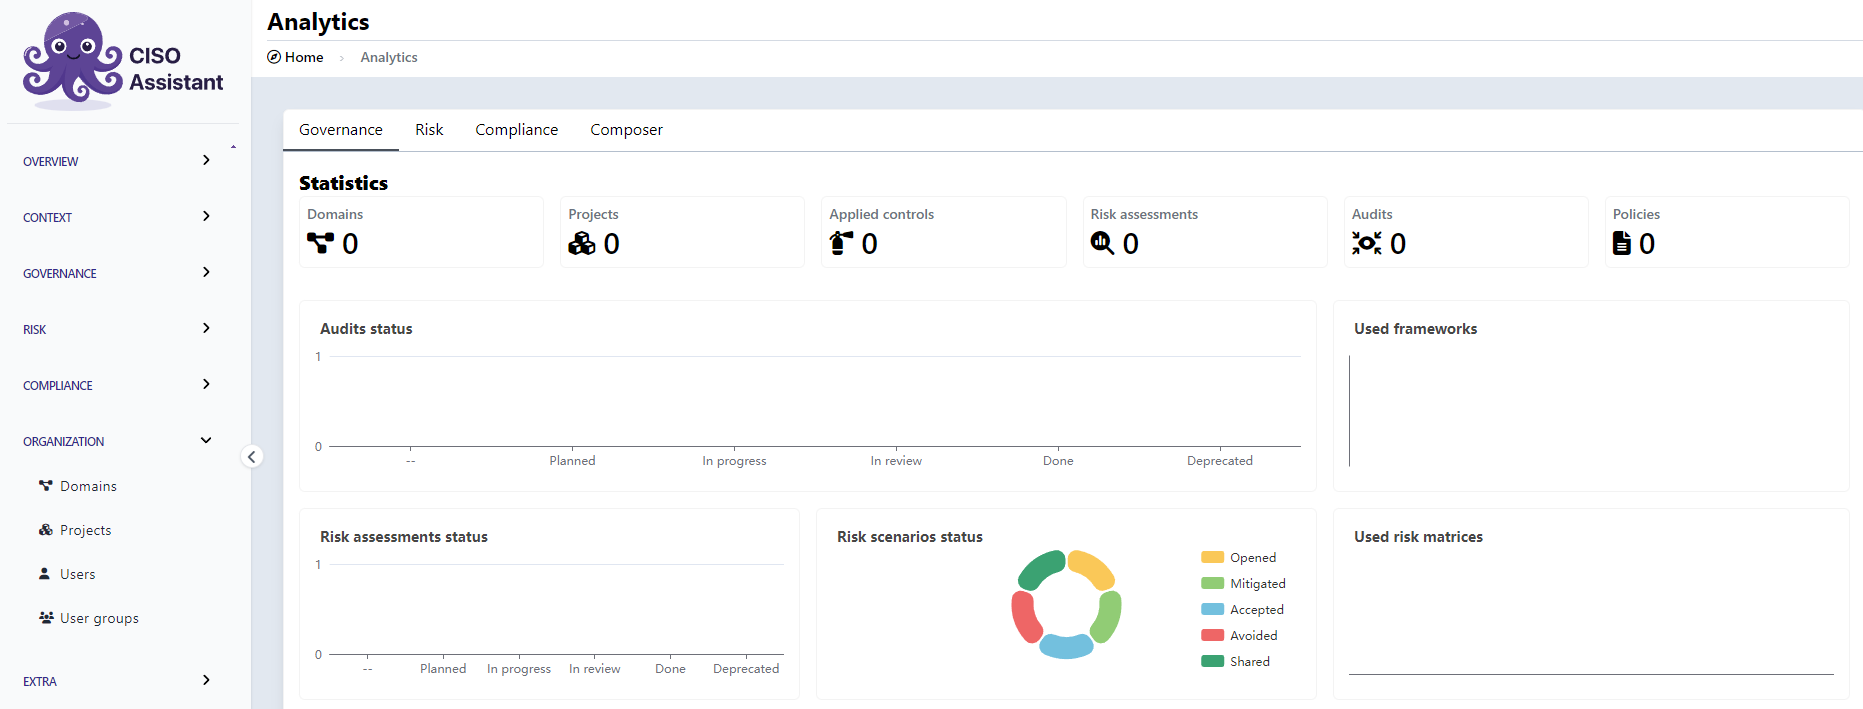 CISO
Assistant
Analytics
Home › Analytics
OVERVIEW
CONTEXT
GOVERNANCE
RISK
COMPLIANCE
ORGANIZATION
Domains
Projects
Users
User groups
EXTRA
Governance Risk Compliance Composer
Statistics
Domains
0
Projects
0
Applied controls
0
Risk assessments
0
Audits
0
Policies
0
Audits status
1
0
-- Planned In progress In review Done Deprecated
Used frameworks
Risk assessments status
1
0
-- Planned In progress In review Done Deprecated
Risk scenarios status
Opened
Mitigated
Accepted
Avoided
Shared
Used risk matrices